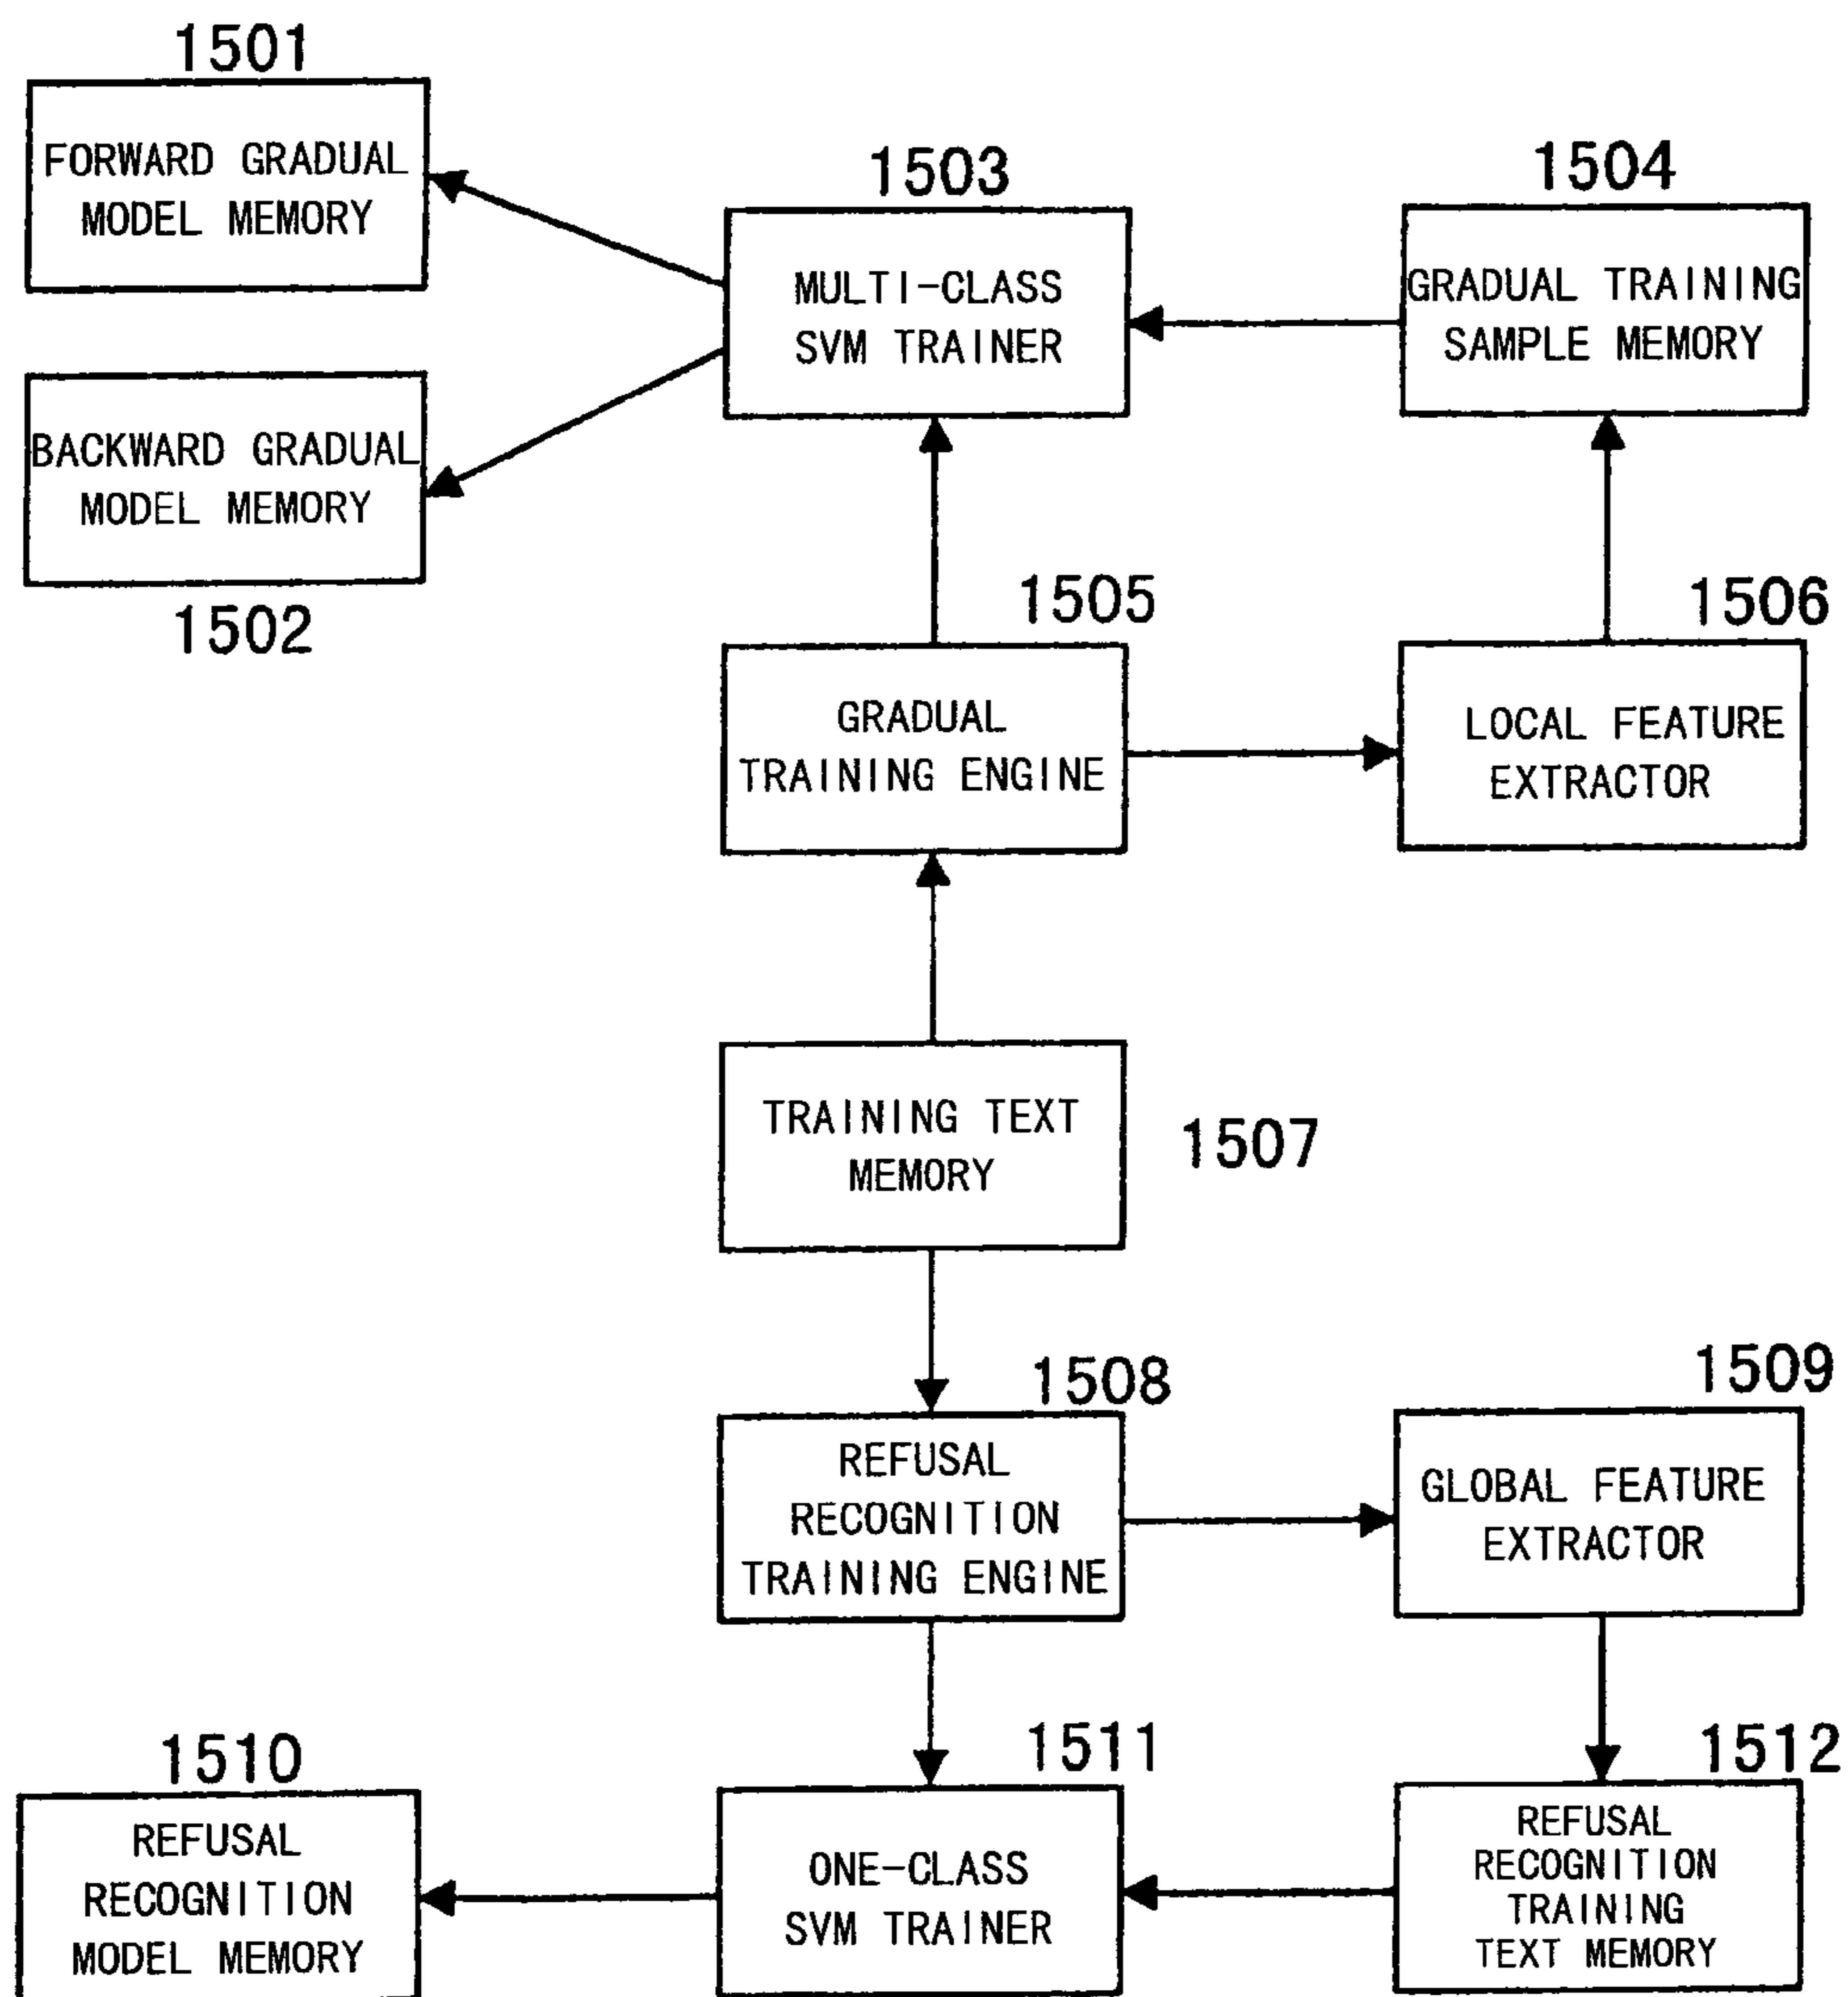 1501
FORWARD GRADUAL
MODEL MEMORY
BACKWARD GRADUAL
MODEL MEMORY
1502
1503
MULTI-CLASS
SVM TRAINER
1504
GRADUAL TRAINING
SAMPLE MEMORY
1505
GRADUAL
TRAINING ENGINE
1506
LOCAL FEATURE
EXTRACTOR
TRAINING TEXT
MEMORY
1507
1508
REFUSAL
RECOGNITION
TRAINING ENGINE
1509
GLOBAL FEATURE
EXTRACTOR
1510
REFUSAL
RECOGNITION
MODEL MEMORY
1511
ONE-CLASS
SVM TRAINER
1512
REFUSAL
RECOGNITION
TRAINING
TEXT MEMORY